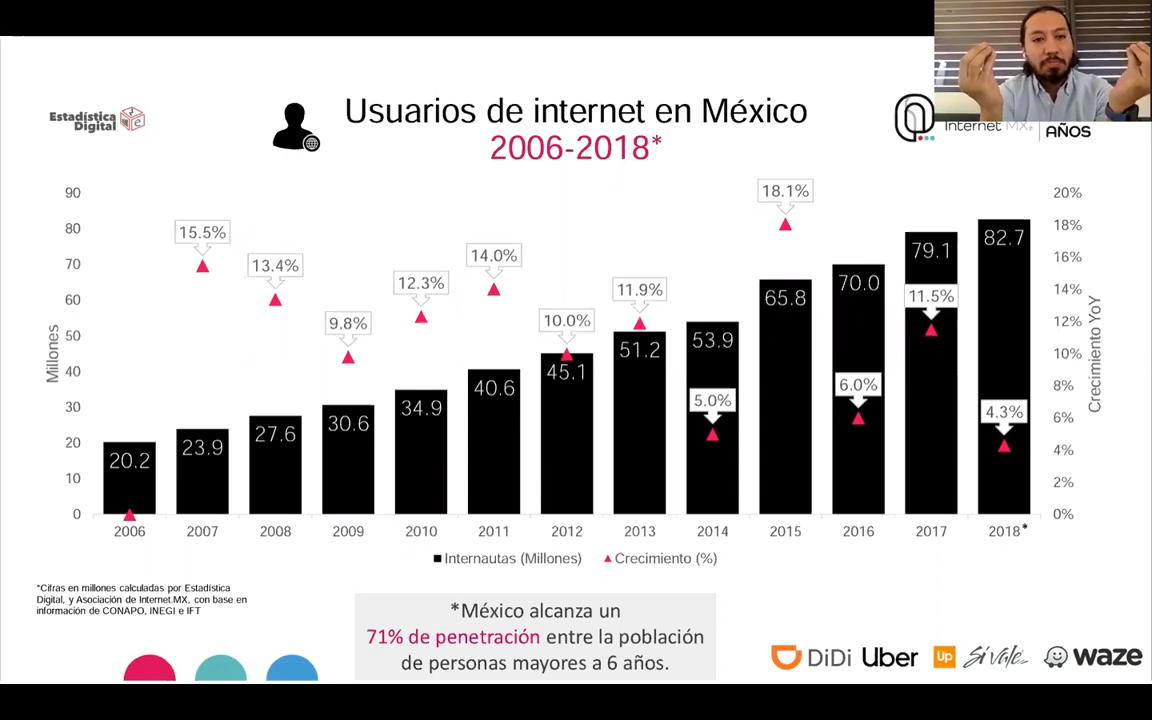 Estadística
Digital
Usuarios de internet en México
2006-2018*
Internet MX®
AÑOS
90
80
70
60
50
40
30
20
10
0
Millones
20%
18%
16%
14%
12%
10%
8%
6%
4%
2%
0%
Crecimiento YoY
15.5%
13.4%
9.8%
12.3%
14.0%
10.0%
11.9%
5.0%
18.1%
6.0%
11.5%
4.3%
20.2
23.9
27.6
30.6
34.9
40.6
45.1
51.2
53.9
65.8
70.0
79.1
82.7
2006 2007 2008 2009 2010 2011 2012 2013 2014 2015 2016 2017 2018*
Internautas (Millones) Crecimiento (%)
*Cifras en millones calculadas por Estadística
Digital, y Asociación de Internet.MX, con base en
información de CONAPO, INEGI e IFT
*México alcanza un
71% de penetración entre la población
de personas mayores a 6 años.
DiDi Uber Up Sí Vale waze